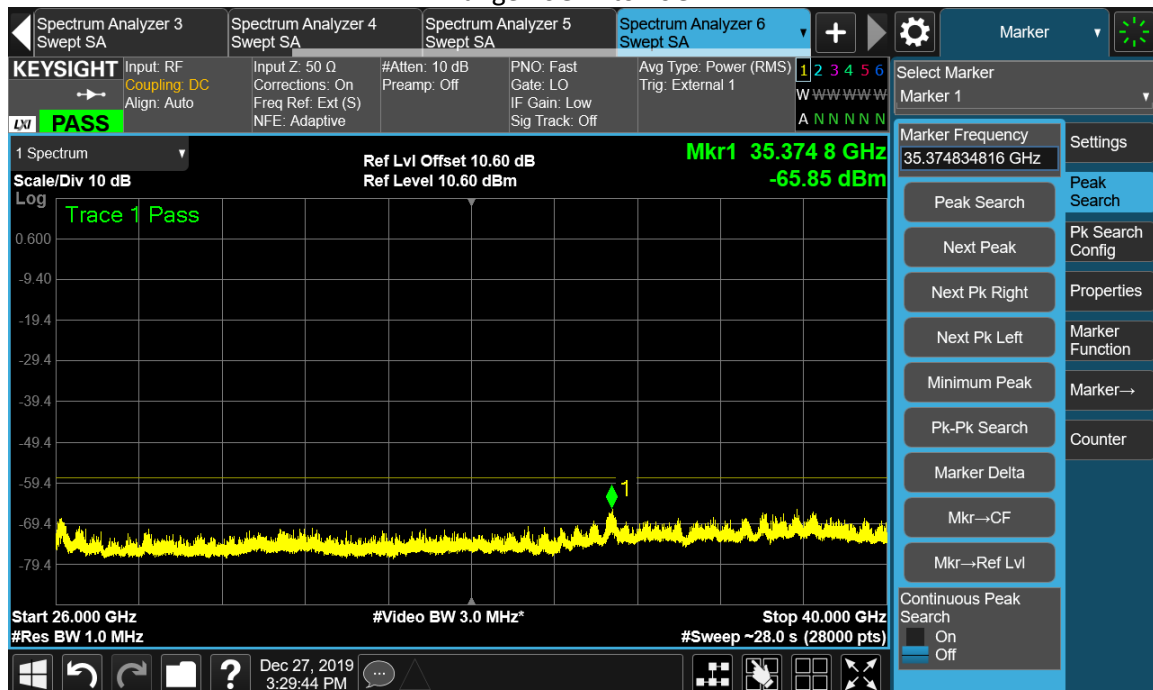 Spectrum Analyzer 3
Swept SA
Spectrum Analyzer 4
Swept SA
Spectrum Analyzer 5
Swept SA
Spectrum Analyzer 6
Swept SA
+
Marker
KEYSIGHT
LXI PASS
Input: RF
Coupling: DC
Align: Auto
Input Z: 50 Ω
Corrections: On
Freq Ref: Ext (S)
NFE: Adaptive
#Atten: 10 dB
Preamp: Off
PNO: Fast
Gate: LO
IF Gain: Low
Sig Track: Off
Avg Type: Power (RMS)
Trig: External 1
1 2 3 4 5 6
W W W W W W
A N N N N N
Select Marker
Marker 1
1 Spectrum
Scale/Div 10 dB
Ref Lvl Offset 10.60 dB
Ref Level 10.60 dBm
Mkr1 35.374 8 GHz
-65.85 dBm
Log
Trace 1 Pass
0.600
-9.40
-19.4
-29.4
-39.4
-49.4
-59.4
-69.4
-79.4
1
Start 26.000 GHz
#Res BW 1.0 MHz
#Video BW 3.0 MHz*
Stop 40.000 GHz
#Sweep ~28.0 s (28000 pts)
Marker Frequency
35.374834816 GHz
Peak Search
Next Peak
Next Pk Right
Next Pk Left
Minimum Peak
Pk-Pk Search
Marker Delta
Mkr→CF
Mkr→Ref Lvl
Continuous Peak
Search
On
Off
Settings
Peak
Search
Pk Search
Config
Properties
Marker
Function
Marker→
Counter
?
Dec 27, 2019
3:29:44 PM